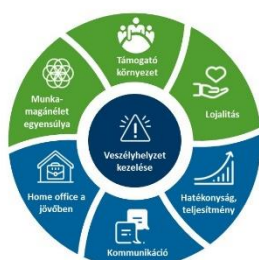 Támogató
környezet
Lojalitás
Hatékonyság,
teljesítmény
Kommunikáció
Home office a
jövőben
Munka-
magánélet
egyensúlya
Veszélyhelyzet
kezelése